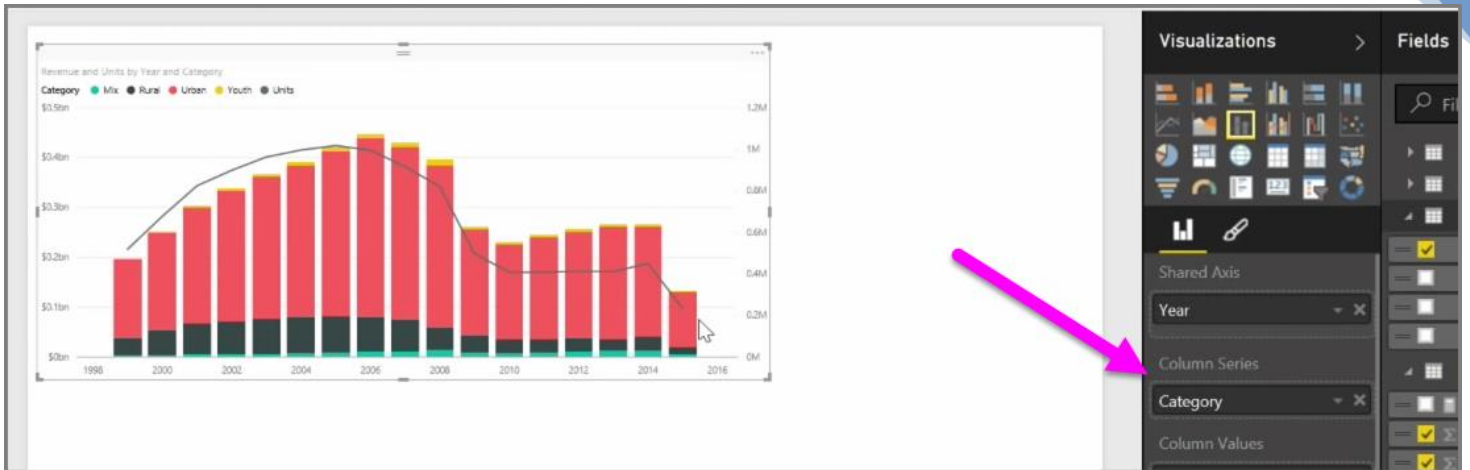 Visualizations
Fields
Revenue and Units by Year and Category
Category Mix Rural Urban Youth Units
$0.5bn
1.2M
$0.4bn
1M
0.8M
$0.3bn
0.6M
$0.2bn
0.4M
$0.1bn
0.2M
$0bn
0M
1998 2000 2002 2004 2006 2008 2010 2012 2014 2016
123
Shared Axis
Year
Column Series
Category
Column Values